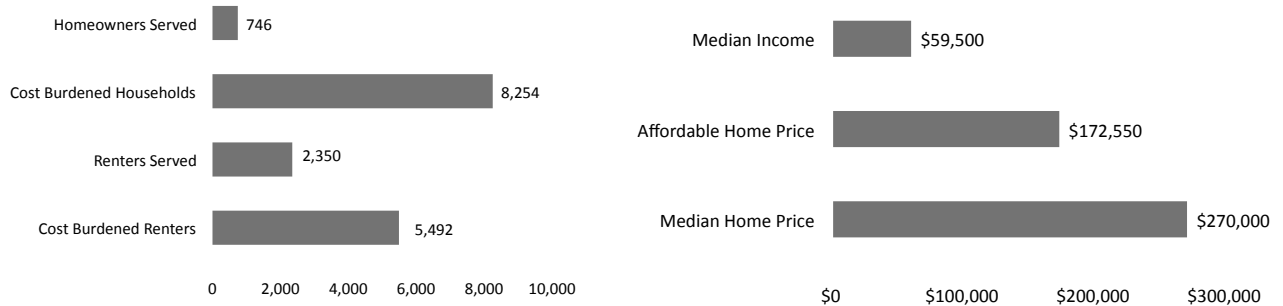 Homeowners Served
746
Cost Burdened Households
8,254
Renters Served
2,350
Cost Burdened Renters
5,492
0 2,000 4,000 6,000 8,000 10,000
Median Income
$59,500
Affordable Home Price
$172,550
Median Home Price
$270,000
$0 $100,000 $200,000 $300,000